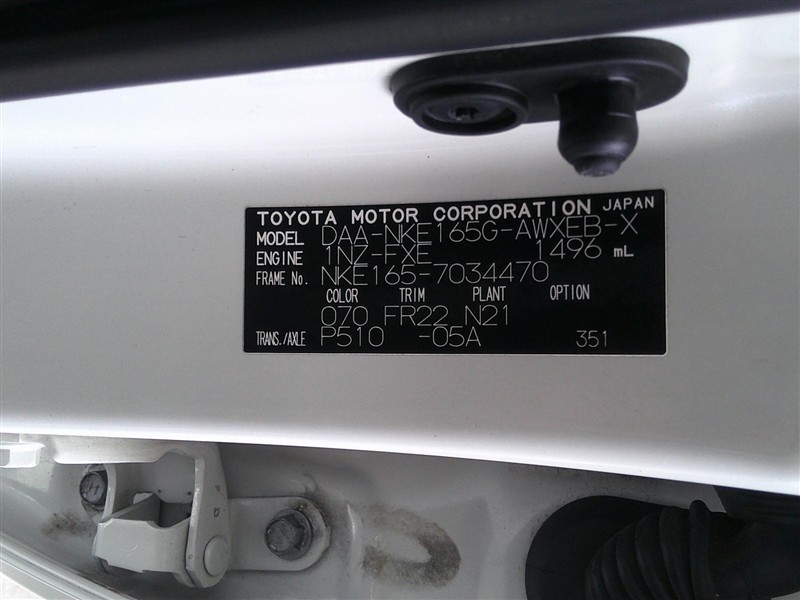 TOYOTA MOTOR CORPORATION JAPAN
MODEL DAA-NKE165G-AWXEB-X
ENGINE 1NZ-FXE 1496 mL
FRAME No. NKE165-7034470
COLOR TRIM PLANT OPTION
070 FR22 N21
TRANS./AXLE P510 -05A 351